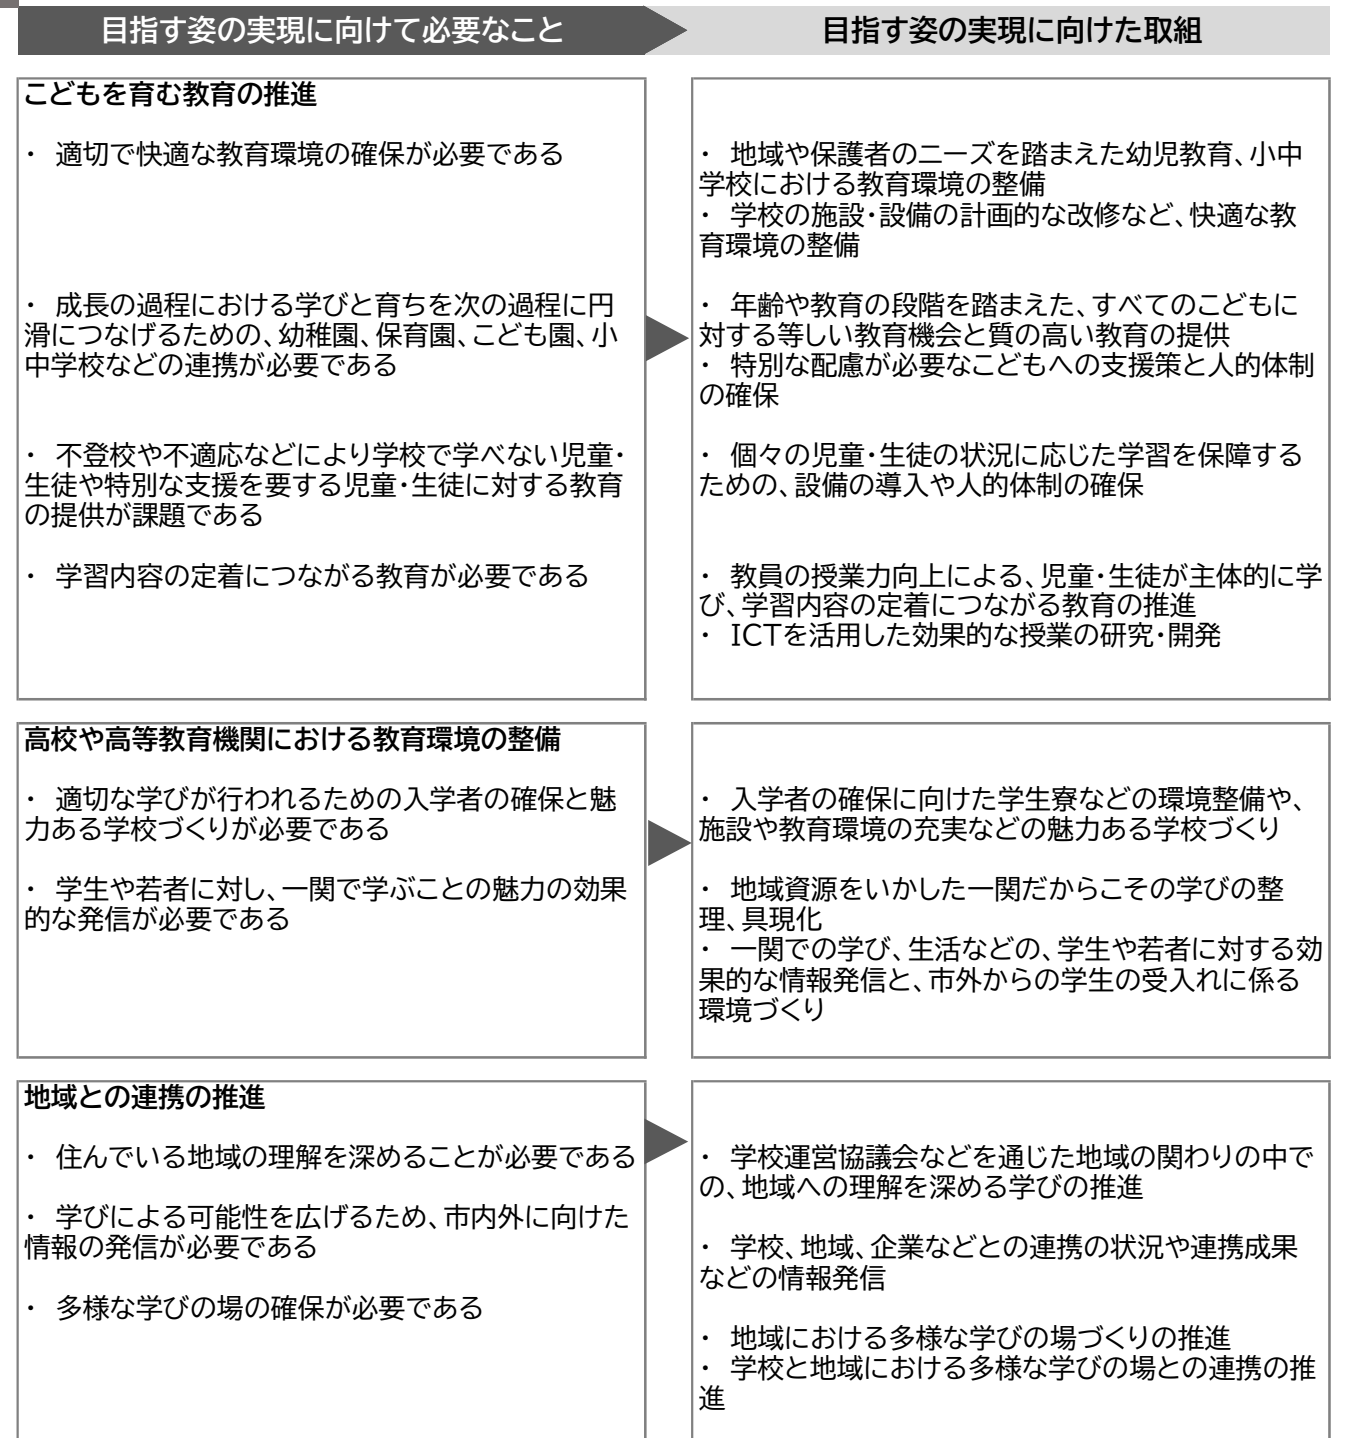 目指す姿の実現に向けて必要なこと
目指す姿の実現に向けた取組
こどもを育む教育の推進
・ 適切で快適な教育環境の確保が必要である
・ 成長の過程における学びと育ちを次の過程に円
滑につなげるための、幼稚園、保育園、こども園、小
中学校などの連携が必要である
・ 不登校や不適応などにより学校で学べない児童・
生徒や特別な支援を要する児童・生徒に対する教育
の提供が課題である
・ 学習内容の定着につながる教育が必要である
・ 地域や保護者のニーズを踏まえた幼児教育、小中
学校における教育環境の整備
・ 学校の施設・設備の計画的な改修など、快適な教
育環境の整備
・ 年齢や教育の段階を踏まえた、すべてのこどもに
対する等しい教育機会と質の高い教育の提供
・ 特別な配慮が必要なこどもへの支援策と人的体制
の確保
・ 個々の児童・生徒の状況に応じた学習を保障する
ための、設備の導入や人的体制の確保
・ 教員の授業力向上による、児童・生徒が主体的に学
び、学習内容の定着につながる教育の推進
・ ICTを活用した効果的な授業の研究・開発
高校や高等教育機関における教育環境の整備
・ 適切な学びが行われるための入学者の確保と魅
力ある学校づくりが必要である
・ 学生や若者に対し、一関で学ぶことの魅力の効果
的な発信が必要である
・ 入学者の確保に向けた学生寮などの環境整備や、
施設や教育環境の充実などの魅力ある学校づくり
・ 地域資源をいかした一関だからこその学びの整
理、具現化
・ 一関での学び、生活などの、学生や若者に対する効
果的な情報発信と、市外からの学生の受入れに係る
環境づくり
地域との連携の推進
・ 住んでいる地域の理解を深めることが必要である
・ 学びによる可能性を広げるため、市内外に向けた
情報の発信が必要である
・ 多様な学びの場の確保が必要である
・ 学校運営協議会などを通じた地域の関わりの中で
の、地域への理解を深める学びの推進
・ 学校、地域、企業などとの連携の状況や連携成果
などの情報発信
・ 地域における多様な学びの場づくりの推進
・ 学校と地域における多様な学びの場との連携の推
進